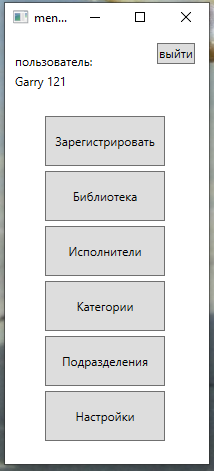 men...
выйти
пользователь:
Garry 121
Зарегистрировать
Библиотека
Исполнители
Категории
Подразделения
Настройки